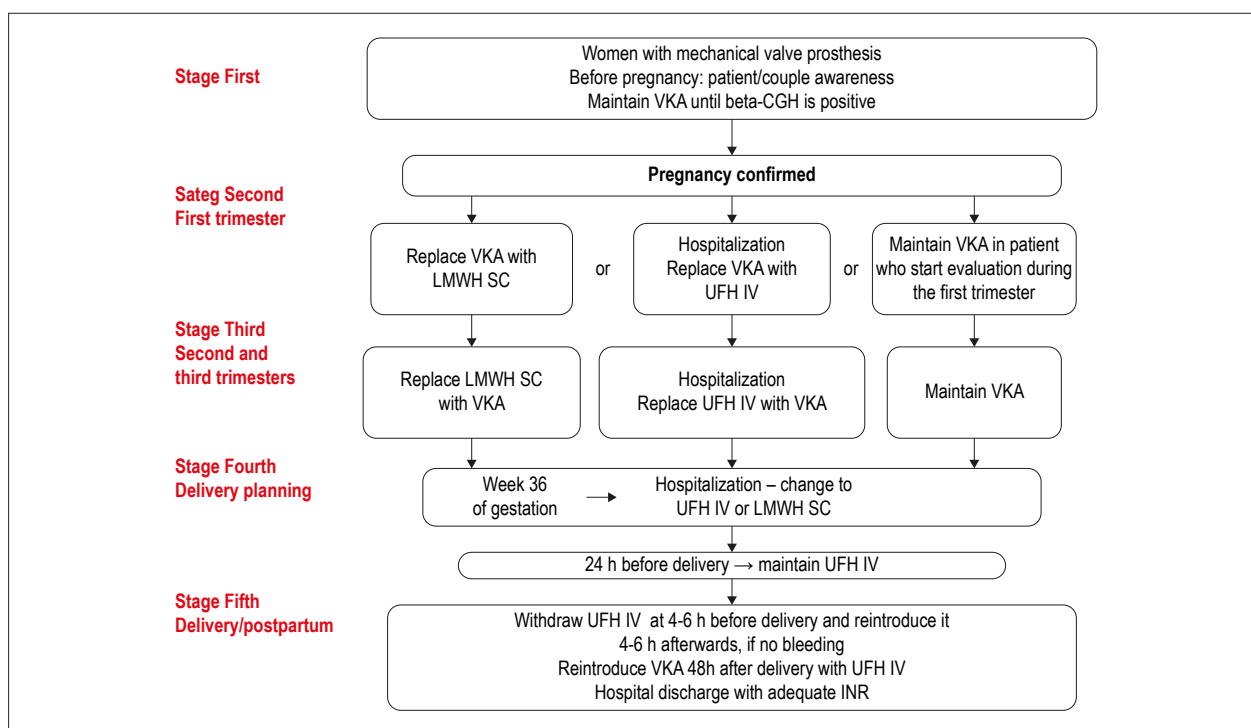 Stage First
Women with mechanical valve prosthesis
Before pregnancy: patient/couple awareness
Maintain VKA until beta-CGH is positive
Pregnancy confirmed
Sateg Second
First trimester
Replace VKA with
LMWH SC
or
Hospitalization
Replace VKA with
UFH IV
or
Maintain VKA in patient
who start evaluation during
the first trimester
Stage Third
Second and
third trimesters
Replace LMWH SC
with VKA
Hospitalization
Replace UFH IV with VKA
Maintain VKA
Stage Fourth
Delivery planning
Week 36
of gestation
→
Hospitalization – change to
UFH IV or LMWH SC
24 h before delivery → maintain UFH IV
Stage Fifth
Delivery/postpartum
Withdraw UFH IV at 4-6 h before delivery and reintroduce it
4-6 h afterwards, if no bleeding
Reintroduce VKA 48h after delivery with UFH IV
Hospital discharge with adequate INR